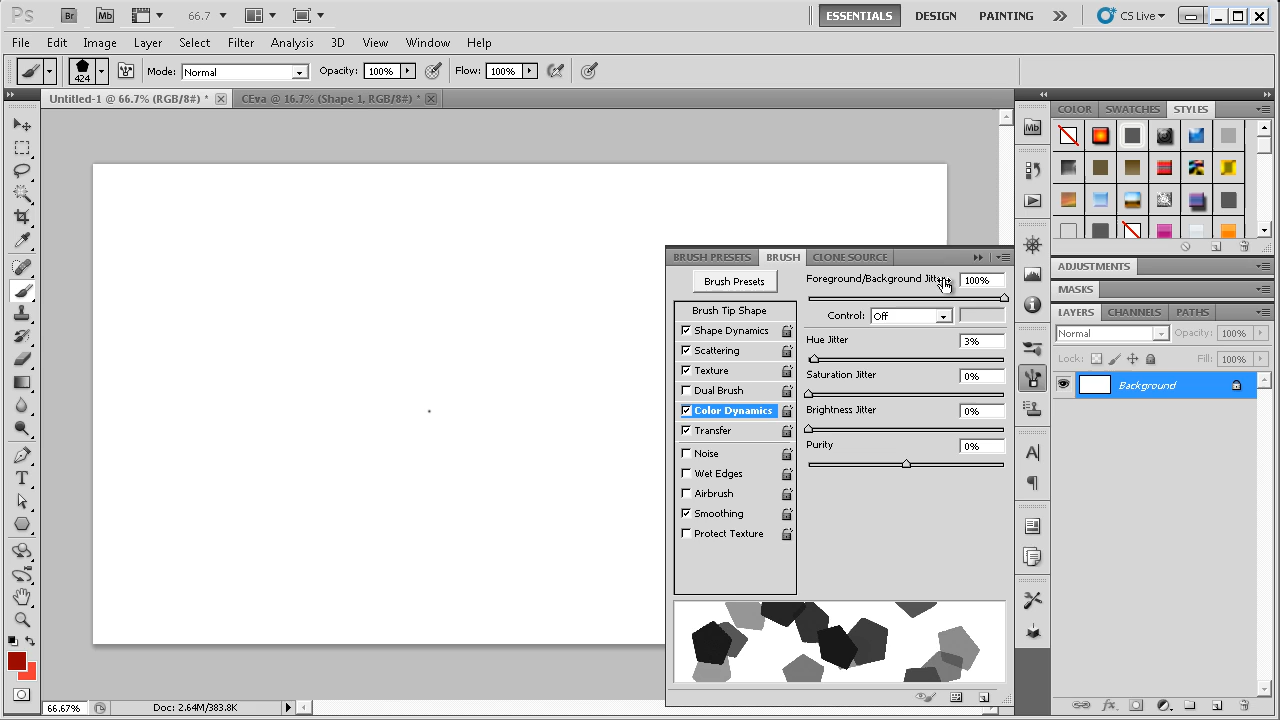 Ps Br Mb 66.7 ESSENTIALS DESIGN PAINTING CS Live
File Edit Image Layer Select Filter Analysis 3D View Window Help
424 Mode: Normal Opacity: 100% Flow: 100%
Untitled-1 @ 66.7% (RGB/8#) * CEva @ 16.7% (Shape 1, RGB/8#) *
BRUSH PRESETS BRUSH CLONE SOURCE
Brush Presets
Brush Tip Shape
Shape Dynamics
Scattering
Texture
Dual Brush
Color Dynamics
Transfer
Noise
Wet Edges
Airbrush
Smoothing
Protect Texture
Foreground/Background Jitter 100%
Control: Off
Hue Jitter 3%
Saturation Jitter 0%
Brightness Jitter 0%
Purity 0%
Mb
COLOR SWATCHES STYLES
ADJUSTMENTS
MASKS
LAYERS CHANNELS PATHS
Normal Opacity: 100%
Lock: Fill: 100%
Background
66.67% Doc: 2.64M/383.8K